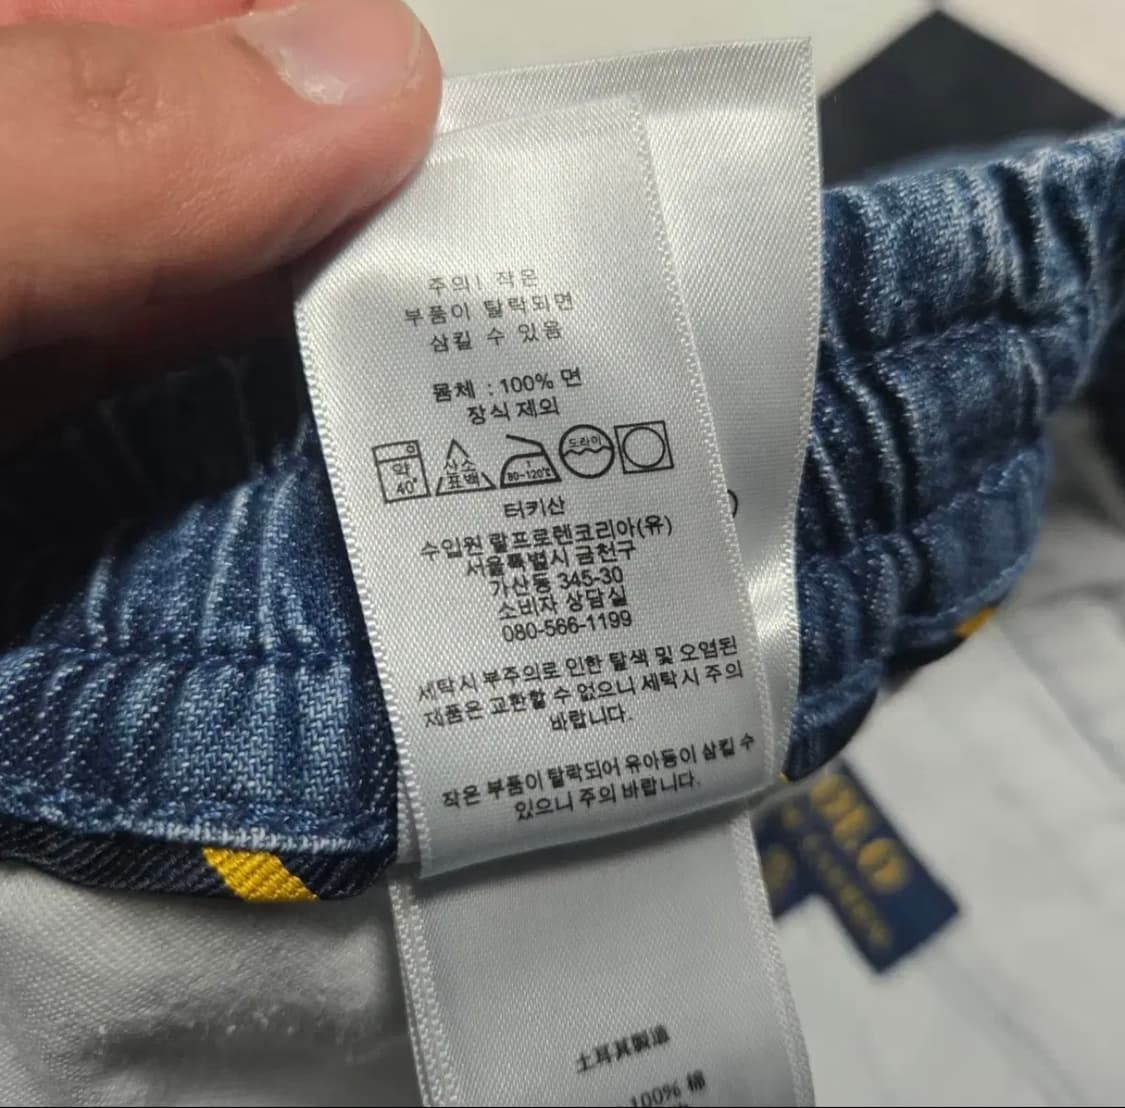 주의! 작은
부품이 탈락되면
삼킬 수 있음
몸체 : 100% 면
장식 제외
약
40°
산소
표백
1
80~120℃
도라이
터키산
수입원 랄프로렌코리아(유)
서울특별시 금천구
가산동 345-30
소비자 상담실
080-566-1199
세탁시 부주의로 인한 탈색 및 오염된
제품은 교환할 수 없으니 세탁시 주의
바랍니다.
작은 부품이 탈락되어 유아등이 삼킬 수
있으니 주의 바랍니다.
土耳其製造
100% 棉